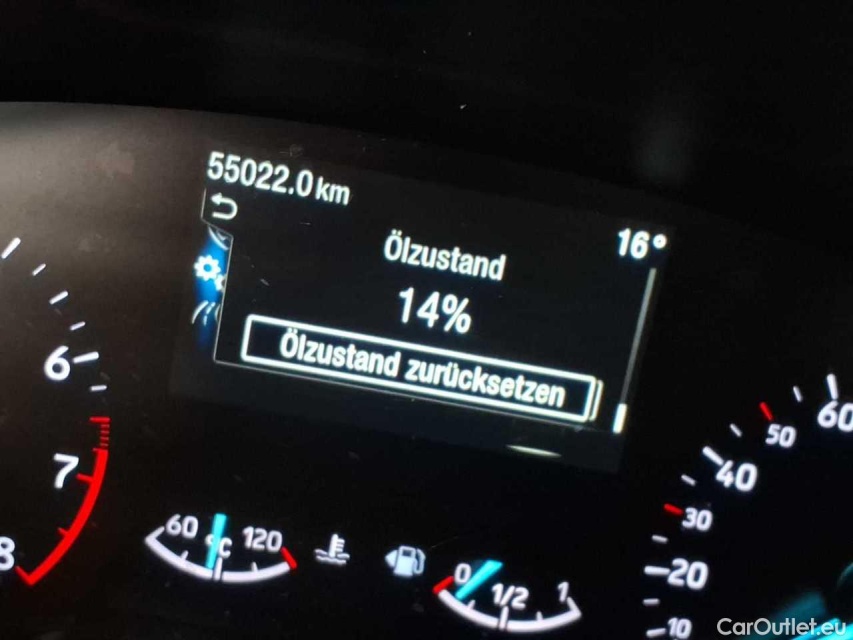 55022.0 km
16°
Ölzustand
14%
Ölzustand zurücksetzen
6
7
8
60 °C 120
0 1/2 1
60
50
40
30
20
10
CarOutlet.eu